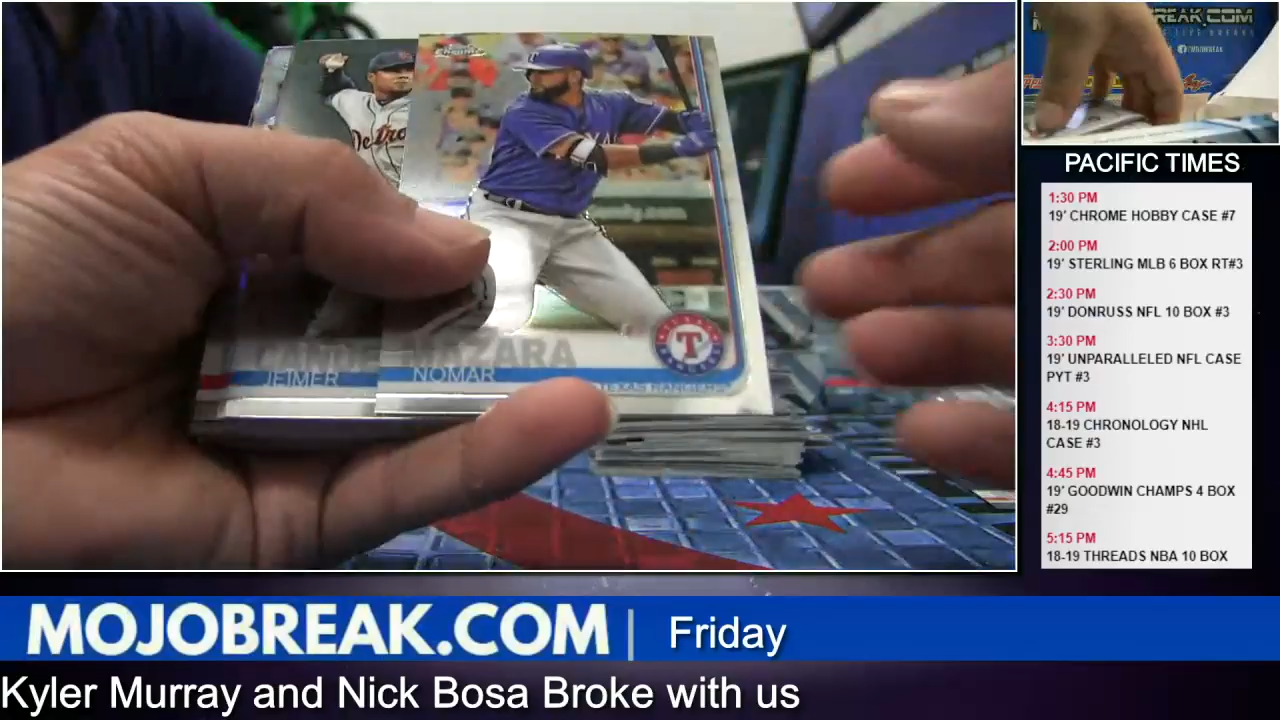 Chrome
Detro
CANDE
JEIMER
MAZARA
NOMAR
TEXAS RANGERS
T
REAK.COM
PACIFIC TIMES
1:30 PM
19' CHROME HOBBY CASE #7
2:00 PM
19' STERLING MLB 6 BOX RT#3
2:30 PM
19' DONRUSS NFL 10 BOX #3
3:30 PM
19' UNPARALLELED NFL CASE
PYT #3
4:15 PM
18-19 CHRONOLOGY NHL
CASE #3
4:45 PM
19' GOODWIN CHAMPS 4 BOX
#29
5:15 PM
18-19 THREADS NBA 10 BOX
MOJOBREAK.COM | Friday
Kyler Murray and Nick Bosa Broke with us